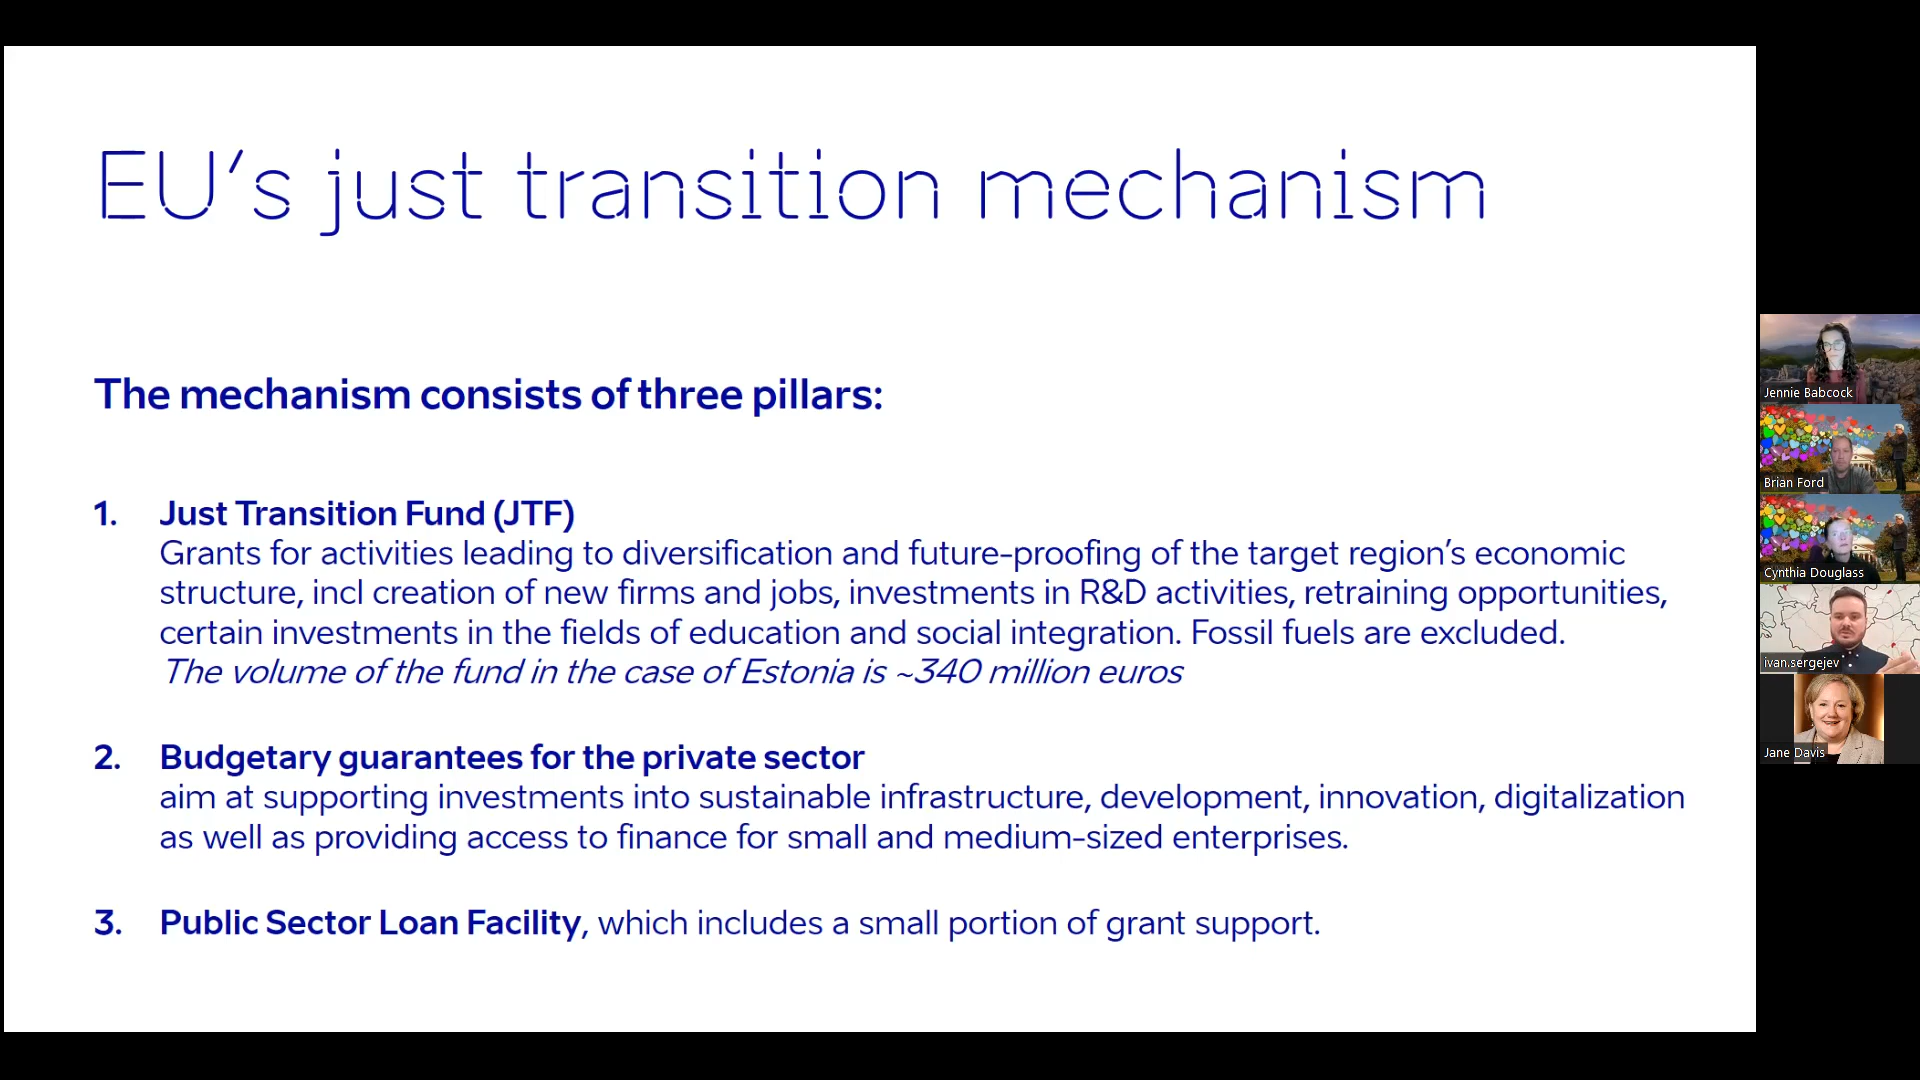 EU's just transition mechanism
The mechanism consists of three pillars:
1. Just Transition Fund (JTF)
Grants for activities leading to diversification and future-proofing of the target region's economic
structure, incl creation of new firms and jobs, investments in R&D activities, retraining opportunities,
certain investments in the fields of education and social integration. Fossil fuels are excluded.
The volume of the fund in the case of Estonia is ~340 million euros
2. Budgetary guarantees for the private sector
aim at supporting investments into sustainable infrastructure, development, innovation, digitalization
as well as providing access to finance for small and medium-sized enterprises.
3. Public Sector Loan Facility, which includes a small portion of grant support.
Jennie Babcock
Brian Ford
Cynthia Douglass
ivan.sergejev
Jane Davis